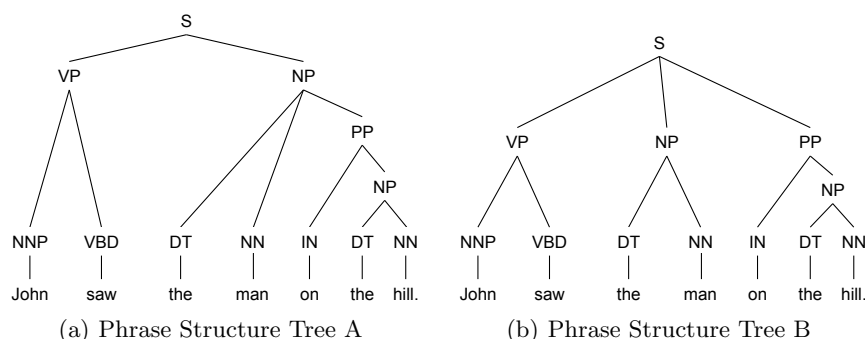 S
S
VP NP
PP
VP NP PP
NP
NP
NNP VBD DT NN IN DT NN
NNP VBD DT NN IN DT NN
John saw the man on the hill.
John saw the man on the hill.
(a) Phrase Structure Tree A
(b) Phrase Structure Tree B